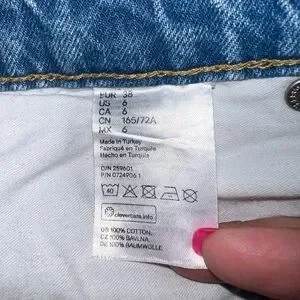 EUR 38
US 6
CA 6
CN 165/72A
MX 6
Made in Turkey
Fabriqué en Turquie
Hecho en Turquía
O/N 259601
P/N 0724906.1
40
clevercare.info
GB 100% COTTON,
CZ 100% BAVLNA,
DE 100% BAUMWOLLE